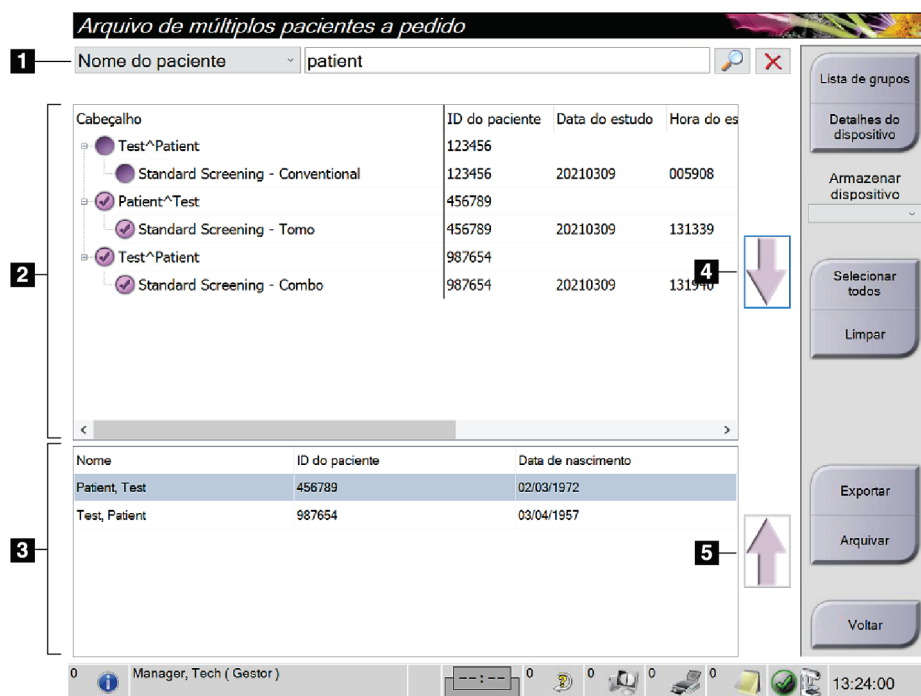 Arquivo de múltiplos pacientes a pedido
1
Nome do paciente
patient
Lista de grupos
Detalhes do
dispositivo
Armazenar
dispositivo
Selecionar
todos
Limpar
Exportar
Arquivar
Voltar
2
Cabeçalho ID do paciente Data do estudo Hora do es
Test^Patient 123456
Standard Screening - Conventional 123456 20210309 005908
Patient^Test 456789
Standard Screening - Tomo 456789 20210309 131339
Test^Patient 987654
Standard Screening - Combo 987654 20210309 131940
4
3
Nome ID do paciente Data de nascimento
Patient, Test 456789 02/03/1972
Test, Patient 987654 03/04/1957
5
0 Manager, Tech ( Gestor ) --:-- 0 0 0 0 13:24:00